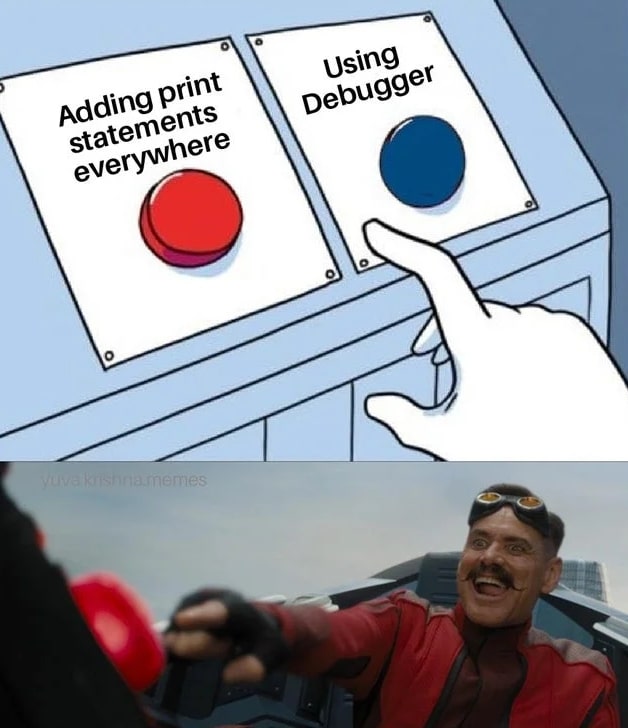 Adding print
statements
everywhere
Using
Debugger
yuva.krishna.memes